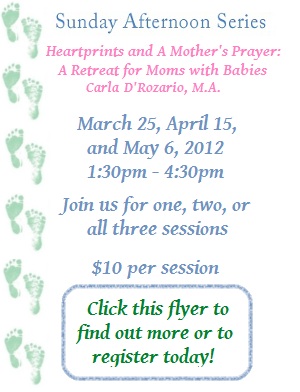 Sunday Afternoon Series
Heartprints and A Mother's Prayer:
A Retreat for Moms with Babies
Carla D'Rozario, M.A.
March 25, April 15,
and May 6, 2012
1:30pm - 4:30pm
Join us for one, two, or
all three sessions
$10 per session
Click this flyer to
find out more or to
register today!